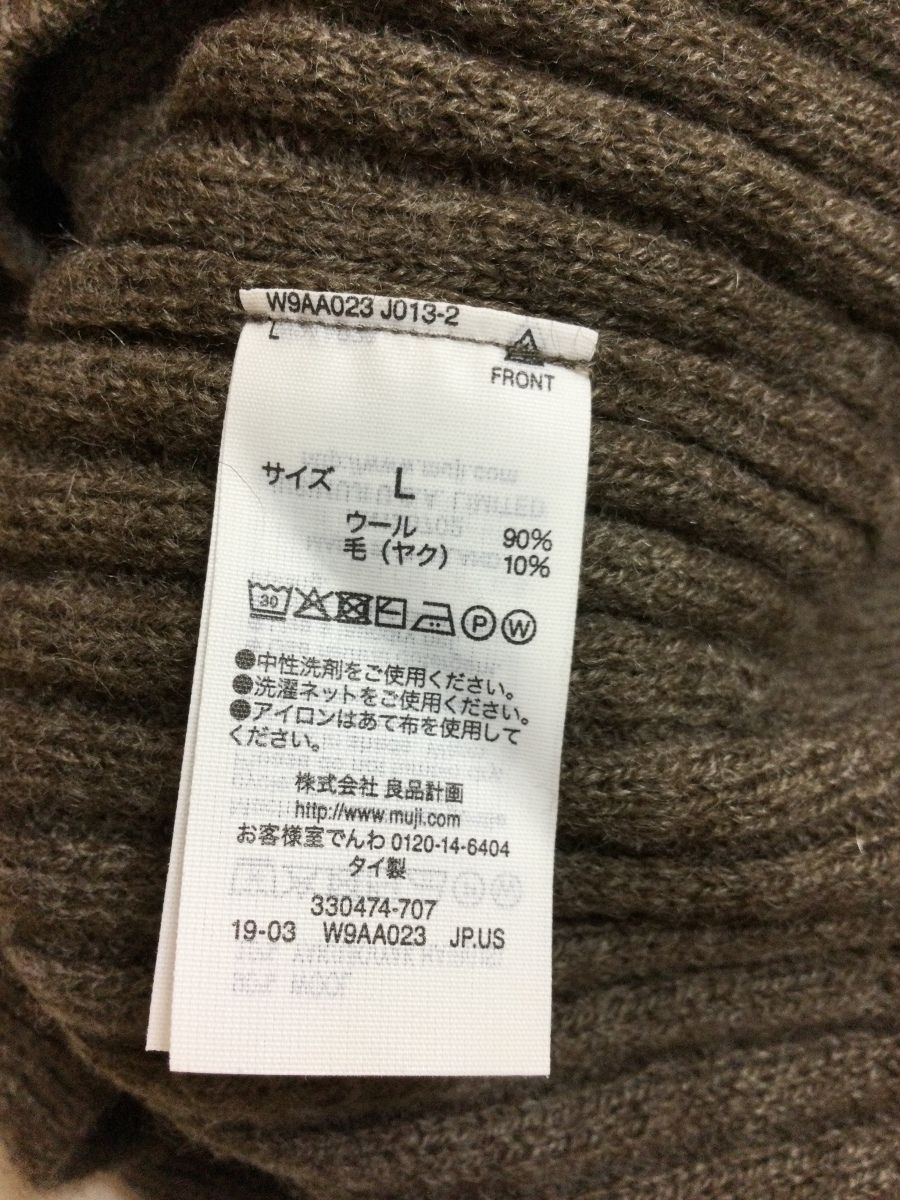 W9AA023 J013-2
L
FRONT
サイズ L
ウール 90%
毛（ヤク） 10%
30
P W
●中性洗剤をご使用ください。
●洗濯ネットをご使用ください。
●アイロンはあて布を使用して
ください。
株式会社 良品計画
http://www.muji.com
お客様室でんわ 0120-14-6404
タイ製
330474-707
19-03 W9AA023 JP.US